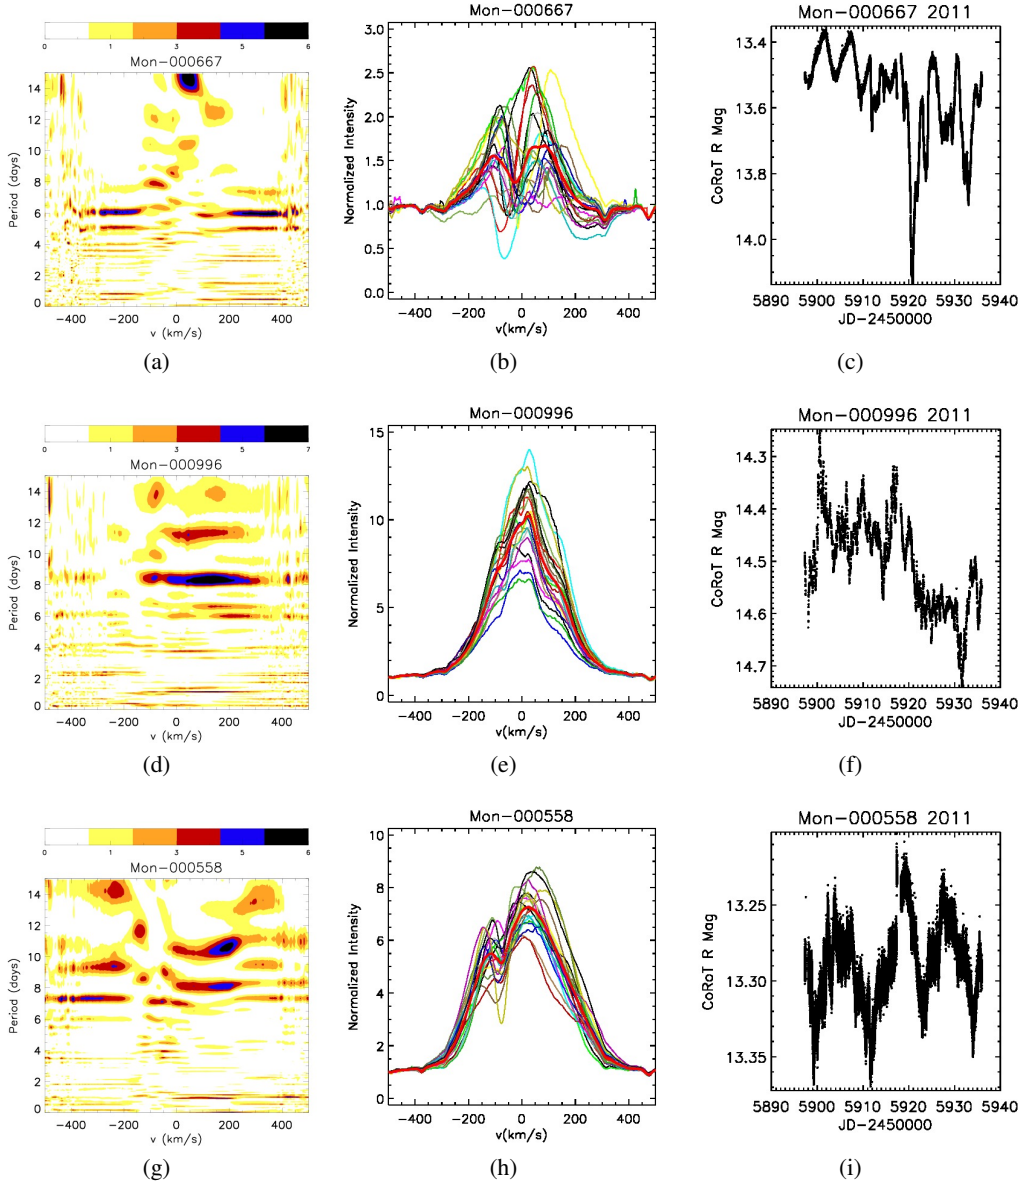 0 1 3 5 6
Mon-000667
14
12
10
8
6
4
2
0
Period (days)
-400 -200 0 200 400
v (km/s)
(a)
Mon-000667
3.0
2.5
2.0
1.5
1.0
0.5
0.0
Normalized Intensity
-400 -200 0 200 400
v(km/s)
(b)
Mon-000667 2011
13.4
13.6
13.8
14.0
CoRoT R Mag
5890 5900 5910 5920 5930 5940
JD-2450000
(c)
0 1 3 5 7
Mon-000996
14
12
10
8
6
4
2
0
Period (days)
-400 -200 0 200 400
v (km/s)
(d)
Mon-000996
15
10
5
0
Normalized Intensity
-400 -200 0 200 400
v(km/s)
(e)
Mon-000996 2011
14.3
14.4
14.5
14.6
14.7
CoRoT R Mag
5890 5900 5910 5920 5930 5940
JD-2450000
(f)
0 1 3 5 6
Mon-000558
14
12
10
8
6
4
2
0
Period (days)
-400 -200 0 200 400
v (km/s)
(g)
Mon-000558
10
8
6
4
2
0
Normalized Intensity
-400 -200 0 200 400
v(km/s)
(h)
Mon-000558 2011
13.25
13.30
13.35
CoRoT R Mag
5890 5900 5910 5920 5930 5940
JD-2450000
(i)